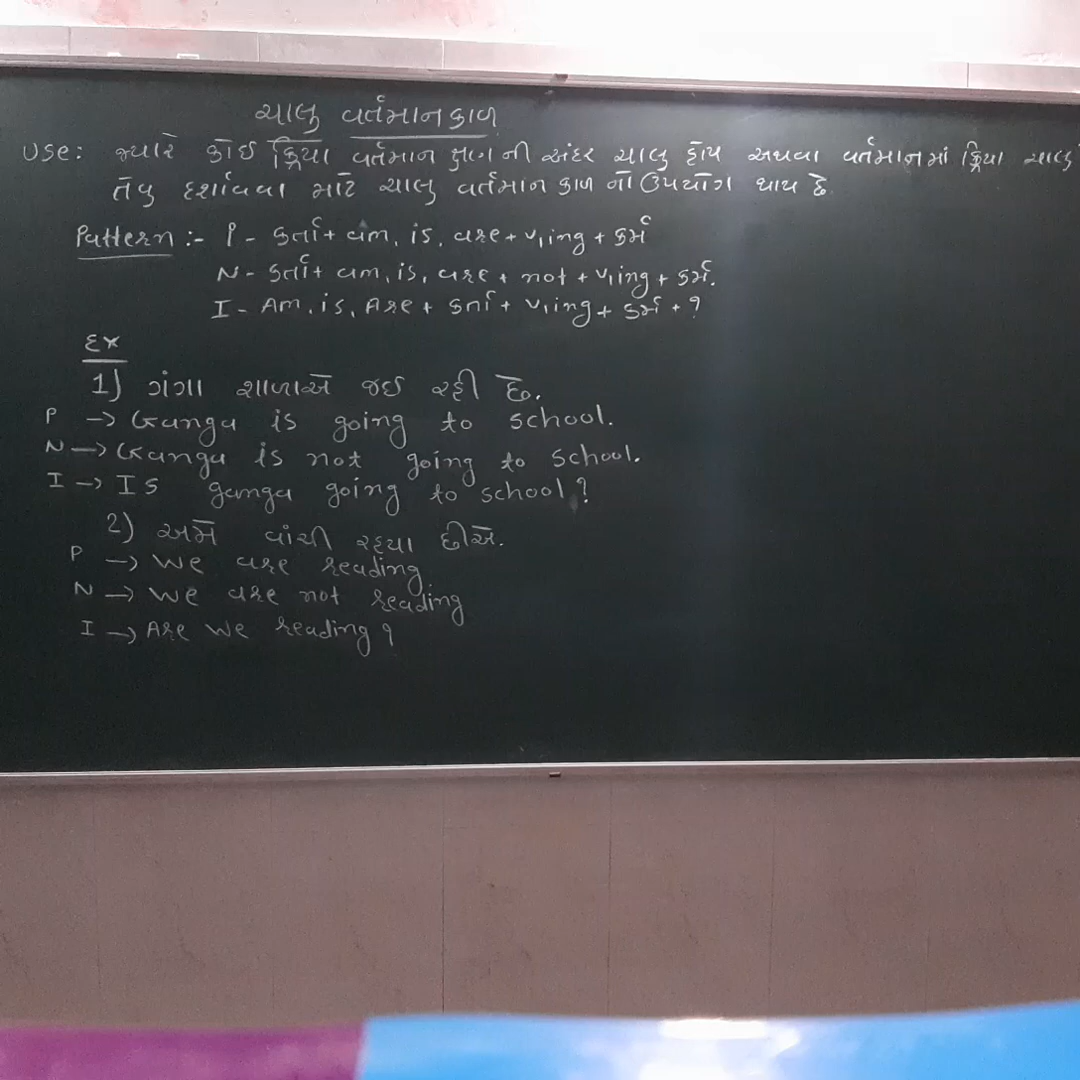 ચાલુ વર્તમાનકાળ
USE: જ્યારે કોઈ ક્રિયા વર્તમાન ક્ષણ ની અંદર ચાલુ હોય અથવા વર્તમાનમાં ક્રિયા ચાલુ
તેવુ દર્શાવવા માટે ચાલુ વર્તમાન કાળ નો ઉપયોગ થાય છે
Pattern :- P - કર્તા + am, is, are + v1ing + કર્મ
N - કર્તા + am, is, are + not + v1ing + કર્મ.
I - Am, is, Are + કર્તા + v1ing + કર્મ + ?
Ex
1) ગંગા શાળાએ જઈ રહી છે.
P -> Ganga is going to school.
N -> Ganga is not going to school.
I -> Is ganga going to school?
2) અમે વાંચી રહયા છીએ.
P -> we are reading
N -> we are not reading
I -> Are we reading ?